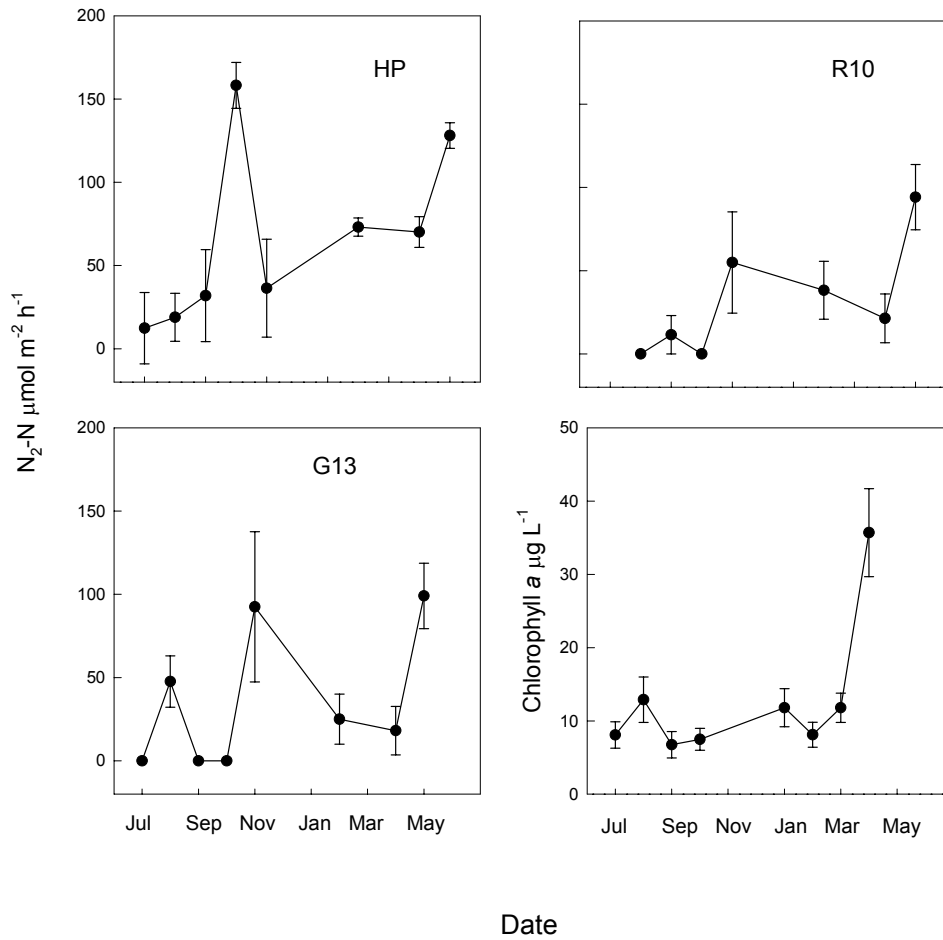 200
150
100
50
0
HP
R10
N₂-N μmol m⁻² h⁻¹
200
150
100
50
0
G13
Jul Sep Nov Jan Mar May
50
40
30
20
10
0
Chlorophyll a μg L⁻¹
Jul Sep Nov Jan Mar May
Date